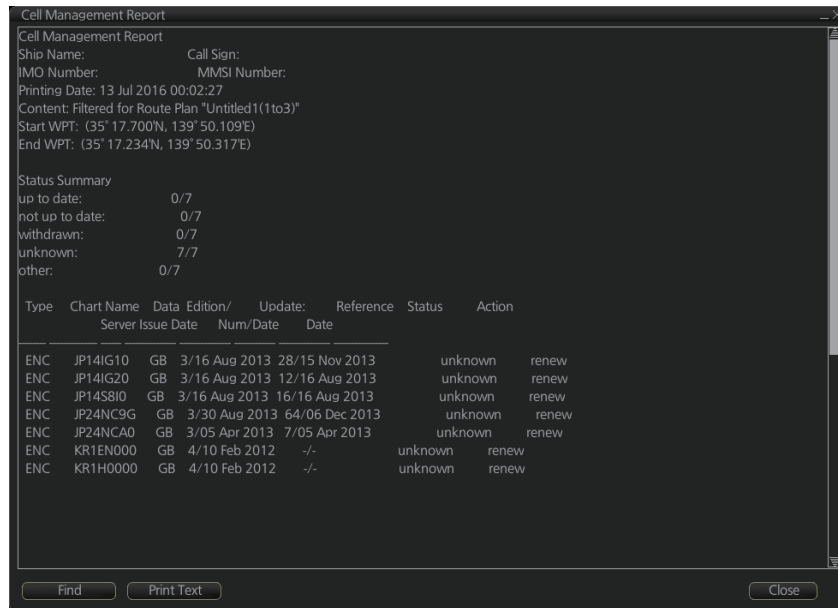 Cell Management Report
Cell Management Report
Ship Name: Call Sign:
IMO Number: MMSI Number:
Printing Date: 13 Jul 2016 00:02:27
Content: Filtered for Route Plan "Untitled1(1to3)"
Start WPT: (35°17.700'N, 139°50.109'E)
End WPT: (35°17.234'N, 139°50.317'E)
Status Summary
up to date: 0/7
not up to date: 0/7
withdrawn: 0/7
unknown: 7/7
other: 0/7
Type Chart Name Data Edition/ Update: Reference Status Action
Server Issue Date Num/Date Date
ENC JP14IG10 GB 3/16 Aug 2013 28/15 Nov 2013 unknown renew
ENC JP14IG20 GB 3/16 Aug 2013 12/16 Aug 2013 unknown renew
ENC JP14S8I0 GB 3/16 Aug 2013 16/16 Aug 2013 unknown renew
ENC JP24NC9G GB 3/30 Aug 2013 64/06 Dec 2013 unknown renew
ENC JP24NCA0 GB 3/05 Apr 2013 7/05 Apr 2013 unknown renew
ENC KR1EN000 GB 4/10 Feb 2012 -/- unknown renew
ENC KR1H0000 GB 4/10 Feb 2012 -/- unknown renew
Find Print Text Close